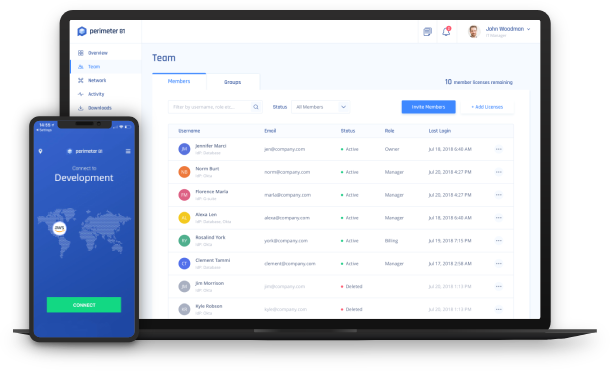 perimeter 81
John Woodman
IT Manager
Overview
Team
Network
Activity
Downloads
Team
Members
Groups
10 member licenses remaining
Filter by username, role etc...
Status
All Members
Invite Members
+ Add Licenses
Username
Email
Status
Role
Last Login
JM
Jennifer Marsi
jen@company.com
Active
Owner
Jul 18, 2018 6:49 AM
NB
Norm Burt
norm@company.com
Active
Manager
Jul 20, 2018 4:27 PM
FM
Florence Marla
marla@company.com
Active
Manager
Jul 20, 2018 4:27 PM
AL
Alexa Lon
alexa@company.com
Active
Manager
Jul 18, 2018 6:49 AM
RY
Rosalind York
york@company.com
Active
Billing
Jul 19, 2018 7:15 PM
CT
Clement Tammi
clement@company.com
Active
Manager
Jul 17, 2018 2:58 AM
JM
Jim Morrison
jim@company.com
Deleted
Jul 20, 2018 1:13 PM
Kyle Robson
kyle@company.com
Deleted
Jul 20, 2018 1:13 PM
perimeter 81
Connect to
Development
aws
CONNECT